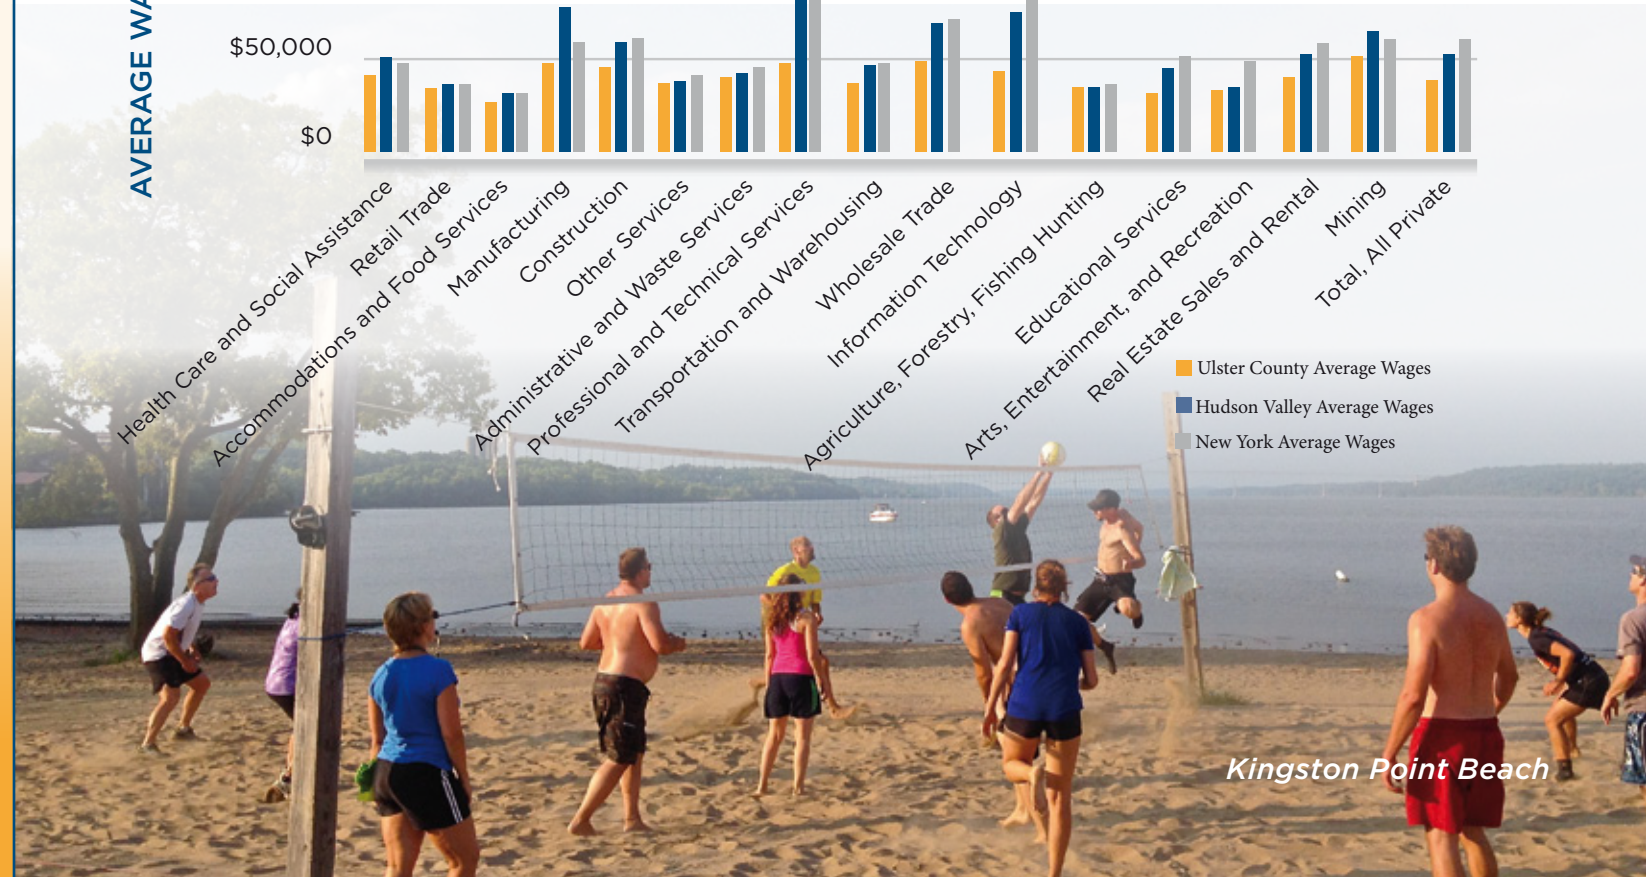 AVERAGE WA
$50,000
$0
Health Care and Social Assistance
Retail Trade
Accommodations and Food Services
Manufacturing
Construction
Other Services
Administrative and Waste Services
Professional and Technical Services
Transportation and Warehousing
Wholesale Trade
Information Technology
Agriculture, Forestry, Fishing Hunting
Educational Services
Arts, Entertainment, and Recreation
Real Estate Sales and Rental
Mining
Total, All Private
Ulster County Average Wages
Hudson Valley Average Wages
New York Average Wages
Kingston Point Beach